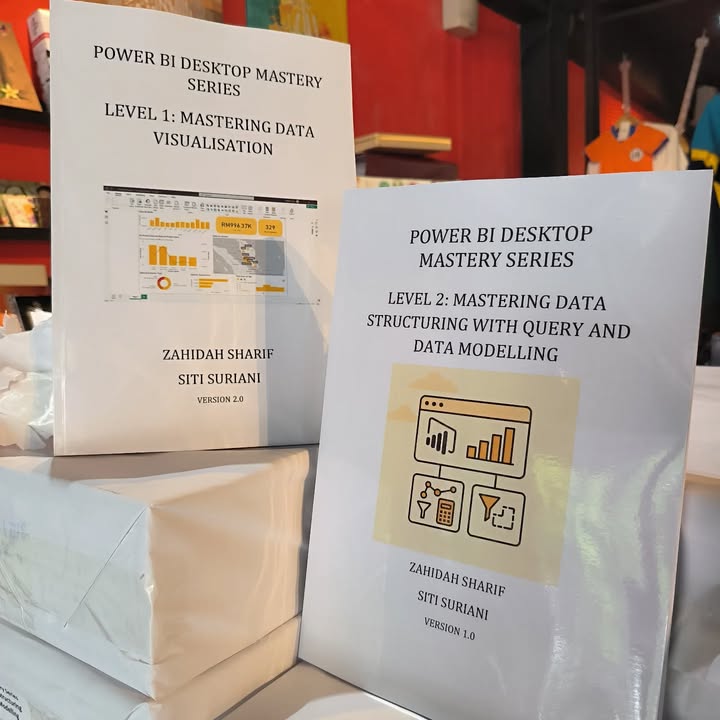 POWER BI DESKTOP MASTERY
SERIES
LEVEL 1: MASTERING DATA
VISUALISATION
RM996.37K
329
ZAHIDAH SHARIF
SITI SURIANI
VERSION 2.0
POWER BI DESKTOP
MASTERY SERIES
LEVEL 2: MASTERING DATA
STRUCTURING WITH QUERY AND
DATA MODELLING
ZAHIDAH SHARIF
SITI SURIANI
VERSION 1.0